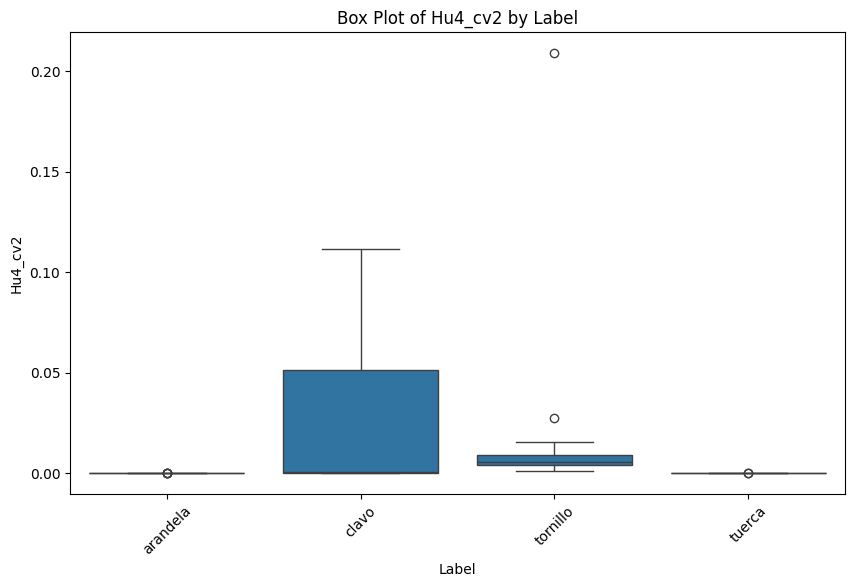 Box Plot of Hu4_cv2 by Label
0.20
0.15
0.10
0.05
0.00
Hu4_cv2
arandela
clavo
tornillo
tuerca
Label